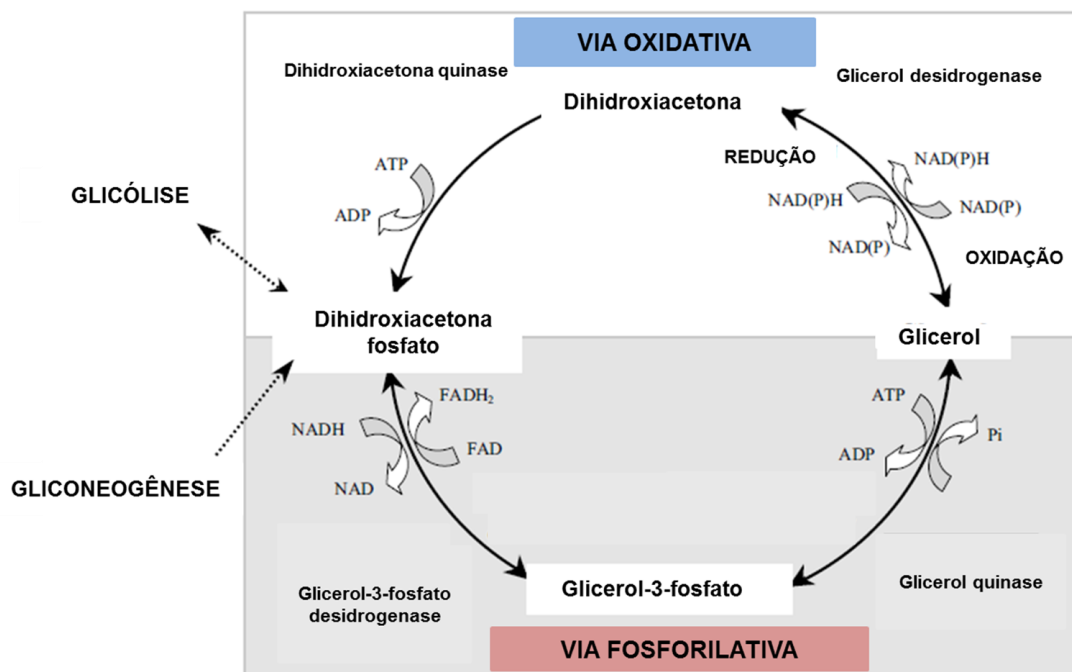 VIA OXIDATIVA
Dihidroxiacetona quinase
Glicerol desidrogenase
Dihidroxiacetona
REDUÇÃO
NAD(P)H
NAD(P)H
NAD(P)
NAD(P)
OXIDAÇÃO
ATP
ADP
GLICÓLISE
Dihidroxiacetona
fosfato
Glicerol
GLICONEOGÊNESE
NADH
NAD
FADH₂
FAD
ATP
ADP
Pi
Glicerol-3-fosfato
desidrogenase
Glicerol-3-fosfato
Glicerol quinase
VIA FOSFORILATIVA